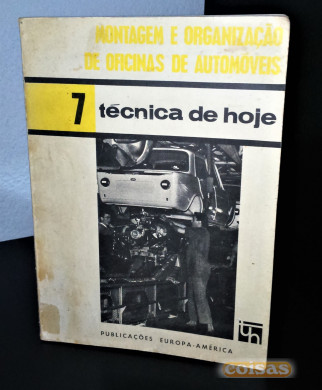 MONTAGEM E ORGANIZAÇÃO
DE OFICINAS DE AUTOMÓVEIS
7 técnica de hoje
PUBLICAÇÕES EUROPA-AMÉRICA
coisas